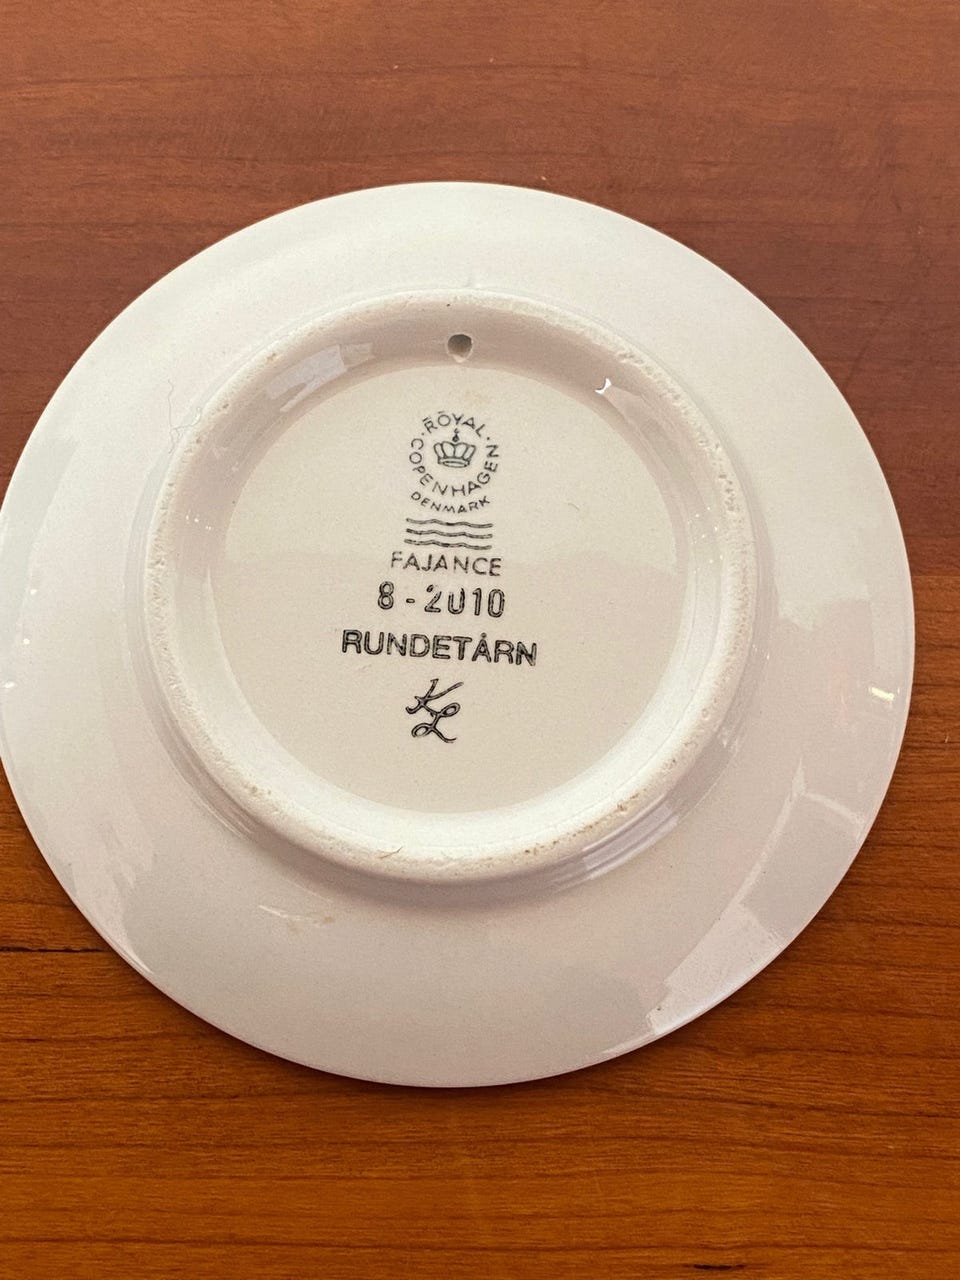 ROYAL COPENHAGEN
DENMARK
FAJANCE
8-2010
RUNDETÅRN
KL